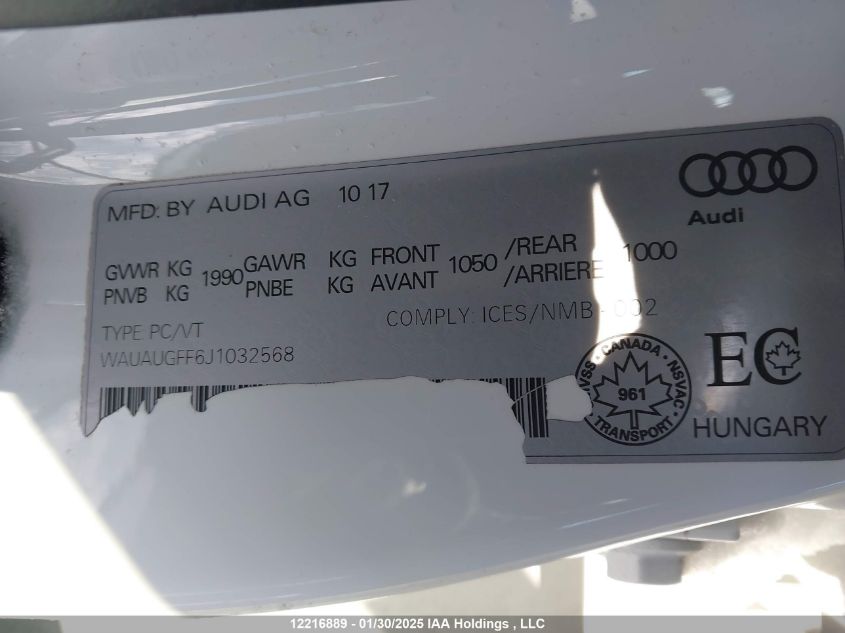 MFD: BY AUDI AG 10 17
Audi
GVWR KG 1990 GAWR KG FRONT 1050 /REAR 1000
PNVB KG PNBE KG AVANT /ARRIERE
TYPE PC/VT
COMPLY: ICES/NMB-002
WAUAUGFF6J1032568
CANADA
NSVAC
961
TRANSPORT
EC
HUNGARY
12216889 - 01/30/2025 IAA Holdings , LLC